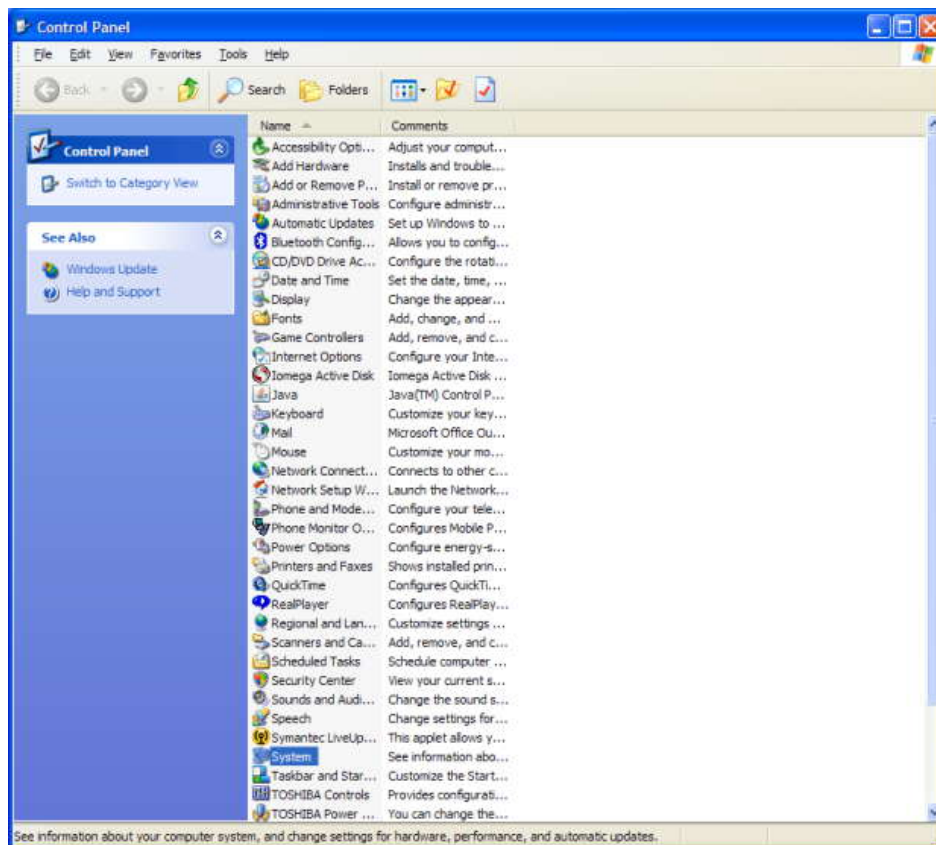 Control Panel
File Edit View Favorites Tools Help
Back Search Folders
Control Panel
Switch to Category View
See Also
Windows Update
Help and Support
Name Comments
Accessibility Opti... Adjust your comput...
Add Hardware Installs and trouble...
Add or Remove P... Install or remove pr...
Administrative Tools Configure administr...
Automatic Updates Set up Windows to ...
Bluetooth Config... Allows you to config...
CD/DVD Drive Ac... Configure the rotati...
Date and Time Set the date, time, ...
Display Change the appear...
Fonts Add, change, and ...
Game Controllers Add, remove, and c...
Internet Options Configure your Inte...
Iomega Active Disk Iomega Active Disk ...
Java Java(TM) Control P...
Keyboard Customize your key...
Mail Microsoft Office Ou...
Mouse Customize your mo...
Network Connect... Connects to other c...
Network Setup W... Launch the Network...
Phone and Mode... Configure your tele...
Phone Monitor O... Configures Mobile P...
Power Options Configure energy-s...
Printers and Faxes Shows installed prin...
QuickTime Configures QuickTi...
RealPlayer Configures RealPlay...
Regional and Lan... Customize settings ...
Scanners and Ca... Add, remove, and c...
Scheduled Tasks Schedule computer ...
Security Center View your current s...
Sounds and Audi... Change the sound s...
Speech Change settings for...
Symantec LiveUp... This applet allows y...
System See information abo...
Taskbar and Star... Customize the Start...
TOSHIBA Controls Provides configurati...
TOSHIBA Power ... You can change the...
See information about your computer system, and change settings for hardware, performance, and automatic updates.